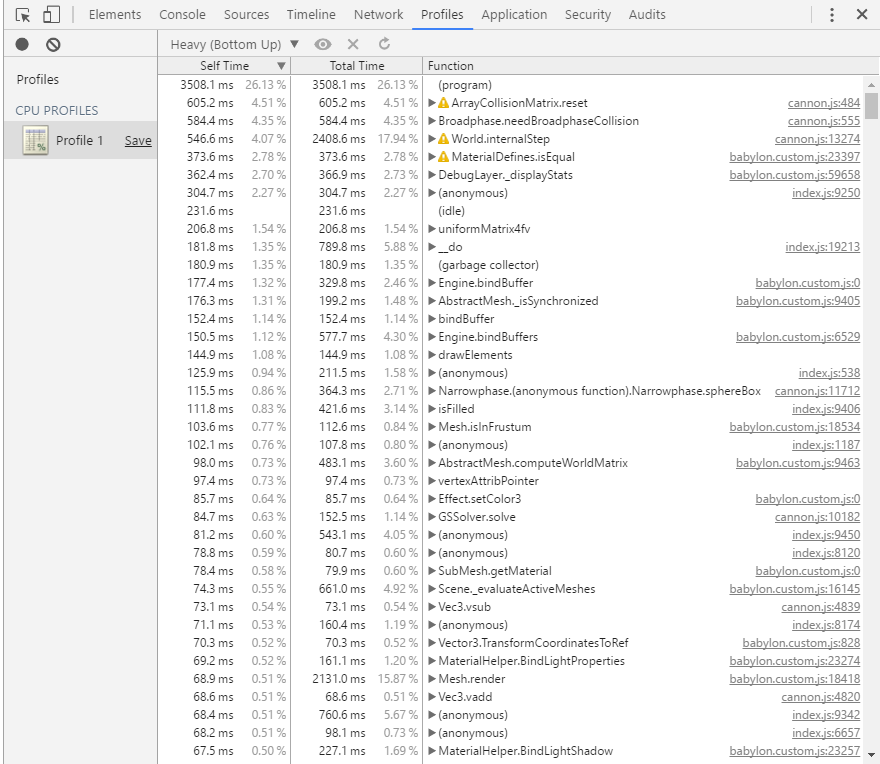 Elements Console Sources Timeline Network Profiles Application Security Audits
Heavy (Bottom Up)
Profiles
CPU PROFILES
Profile 1 Save
Self Time Total Time Function
3508.1 ms 26.13 % 3508.1 ms 26.13 % (program)
605.2 ms 4.51 % 605.2 ms 4.51 % ArrayCollisionMatrix.reset cannon.js:484
584.4 ms 4.35 % 584.4 ms 4.35 % Broadphase.needBroadphaseCollision cannon.js:555
546.6 ms 4.07 % 2408.6 ms 17.94 % World.internalStep cannon.js:13274
373.6 ms 2.78 % 373.6 ms 2.78 % MaterialDefines.isEqual babylon.custom.js:23397
362.4 ms 2.70 % 366.9 ms 2.73 % DebugLayer._displayStats babylon.custom.js:59658
304.7 ms 2.27 % 304.7 ms 2.27 % (anonymous) index.js:9250
231.6 ms 231.6 ms (idle)
206.8 ms 1.54 % 206.8 ms 1.54 % uniformMatrix4fv
181.8 ms 1.35 % 789.8 ms 5.88 % __do index.js:19213
180.9 ms 1.35 % 180.9 ms 1.35 % (garbage collector)
177.4 ms 1.32 % 329.8 ms 2.46 % Engine.bindBuffer babylon.custom.js:0
176.3 ms 1.31 % 199.2 ms 1.48 % AbstractMesh._isSynchronized babylon.custom.js:9405
152.4 ms 1.14 % 152.4 ms 1.14 % bindBuffer
150.5 ms 1.12 % 577.7 ms 4.30 % Engine.bindBuffers babylon.custom.js:6529
144.9 ms 1.08 % 144.9 ms 1.08 % drawElements
125.9 ms 0.94 % 211.5 ms 1.58 % (anonymous) index.js:538
115.5 ms 0.86 % 364.3 ms 2.71 % Narrowphase.(anonymous function).Narrowphase.sphereBox cannon.js:11712
111.8 ms 0.83 % 421.6 ms 3.14 % isFilled index.js:9406
103.6 ms 0.77 % 112.6 ms 0.84 % Mesh.isInFrustum babylon.custom.js:18534
102.1 ms 0.76 % 107.8 ms 0.80 % (anonymous) index.js:1187
98.0 ms 0.73 % 483.1 ms 3.60 % AbstractMesh.computeWorldMatrix babylon.custom.js:9463
97.4 ms 0.73 % 97.4 ms 0.73 % vertexAttribPointer
85.7 ms 0.64 % 85.7 ms 0.64 % Effect.setColor3 babylon.custom.js:0
84.7 ms 0.63 % 152.5 ms 1.14 % GSSolver.solve cannon.js:10182
81.2 ms 0.60 % 543.1 ms 4.05 % (anonymous) index.js:9450
78.8 ms 0.59 % 80.7 ms 0.60 % (anonymous) index.js:8120
78.4 ms 0.58 % 79.9 ms 0.60 % SubMesh.getMaterial babylon.custom.js:0
74.3 ms 0.55 % 661.0 ms 4.92 % Scene._evaluateActiveMeshes babylon.custom.js:16145
73.1 ms 0.54 % 73.1 ms 0.54 % Vec3.vsub cannon.js:4839
71.1 ms 0.53 % 160.4 ms 1.19 % (anonymous) index.js:8174
70.3 ms 0.52 % 70.3 ms 0.52 % Vector3.TransformCoordinatesToRef babylon.custom.js:828
69.2 ms 0.52 % 161.1 ms 1.20 % MaterialHelper.BindLightProperties babylon.custom.js:23274
68.9 ms 0.51 % 2131.0 ms 15.87 % Mesh.render babylon.custom.js:18418
68.6 ms 0.51 % 68.6 ms 0.51 % Vec3.vadd cannon.js:4820
68.4 ms 0.51 % 760.6 ms 5.67 % (anonymous) index.js:9342
68.2 ms 0.51 % 98.1 ms 0.73 % (anonymous) index.js:6657
67.5 ms 0.50 % 227.1 ms 1.69 % MaterialHelper.BindLightShadow babylon.custom.js:23257